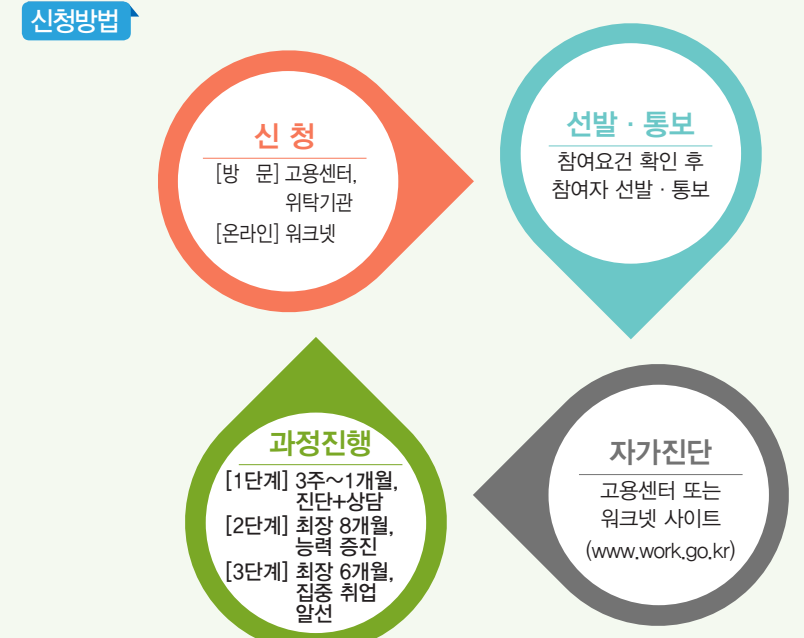 신청방법
신 청
[방 문] 고용센터,
위탁기관
[온라인] 워크넷
선발 · 통보
참여요건 확인 후
참여자 선발 · 통보
자가진단
고용센터 또는
워크넷 사이트
(www.work.go.kr)
과정진행
[1단계] 3주~1개월,
진단+상담
[2단계] 최장 8개월,
능력 증진
[3단계] 최장 6개월,
집중 취업
알선